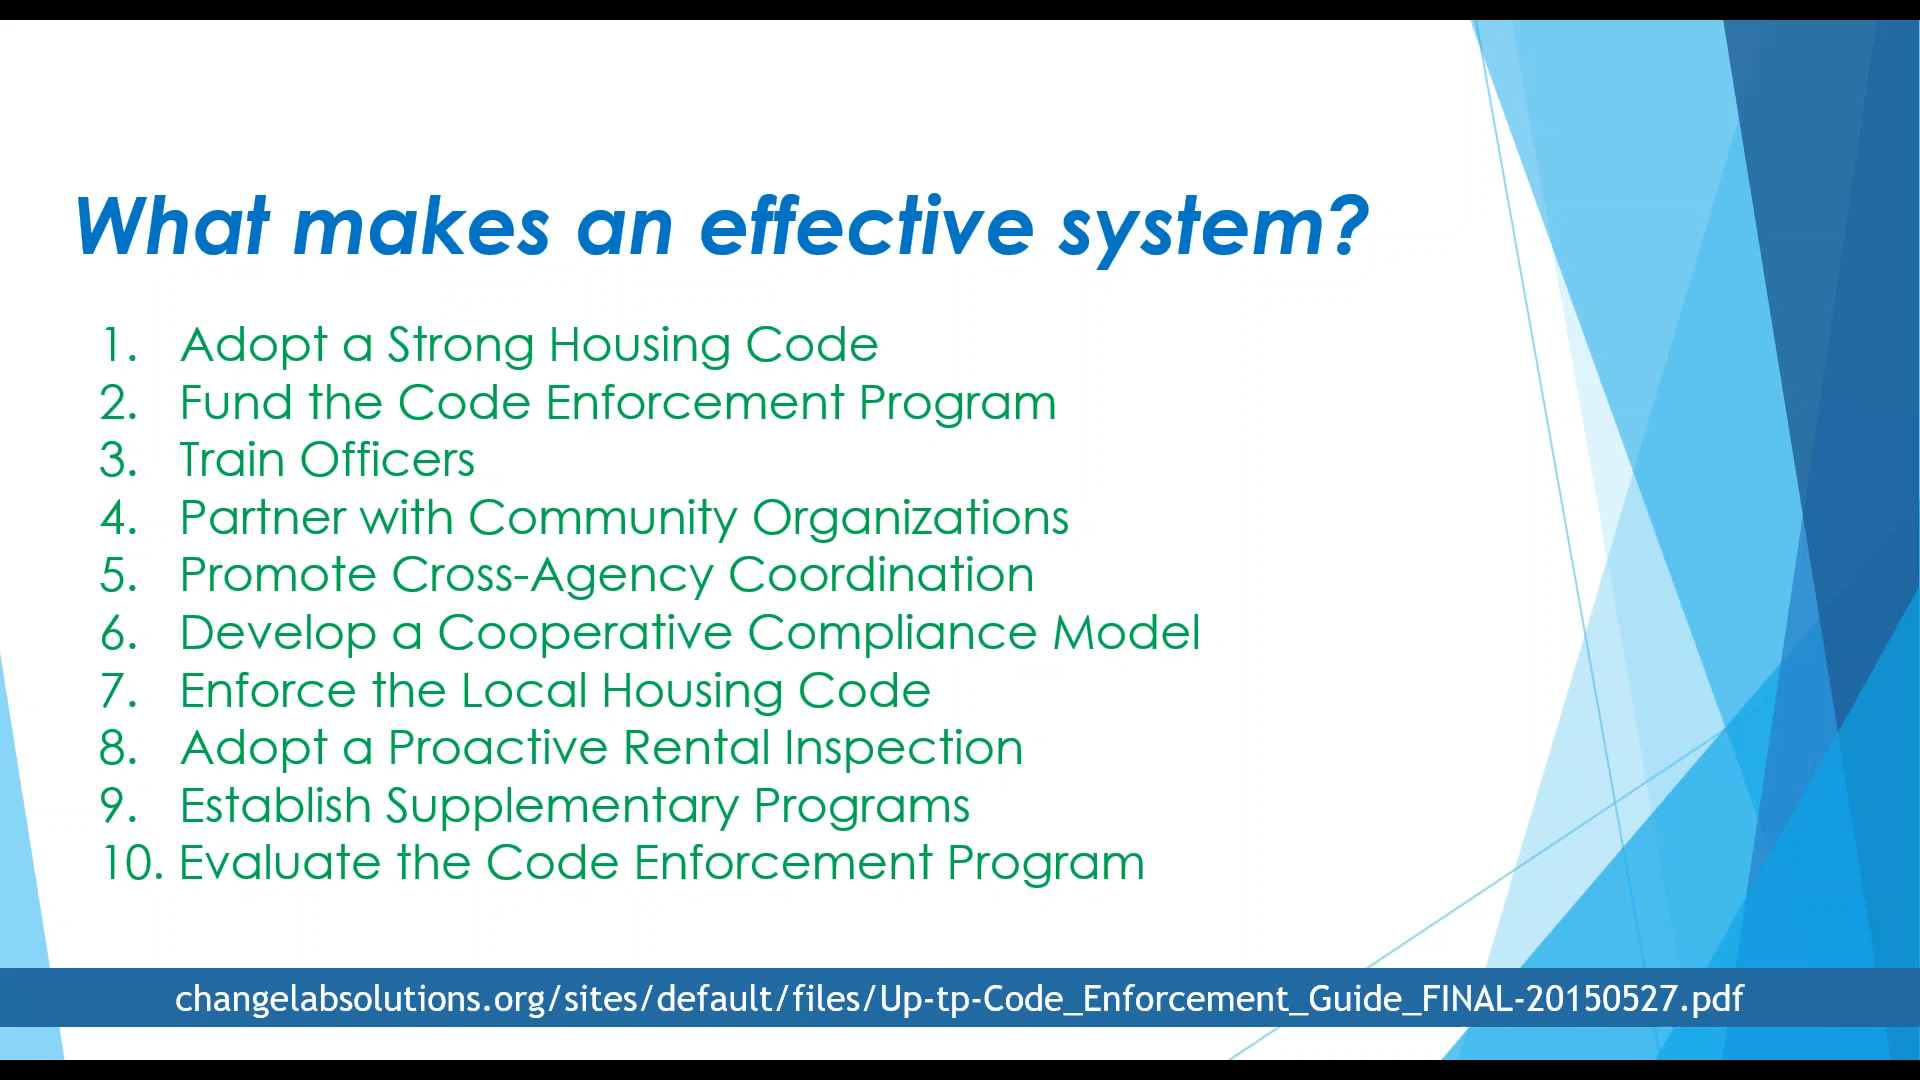 What makes an effective system?
1. Adopt a Strong Housing Code
2. Fund the Code Enforcement Program
3. Train Officers
4. Partner with Community Organizations
5. Promote Cross-Agency Coordination
6. Develop a Cooperative Compliance Model
7. Enforce the Local Housing Code
8. Adopt a Proactive Rental Inspection
9. Establish Supplementary Programs
10. Evaluate the Code Enforcement Program
changelabsolutions.org/sites/default/files/Up-tp-Code_Enforcement_Guide_FINAL-20150527.pdf